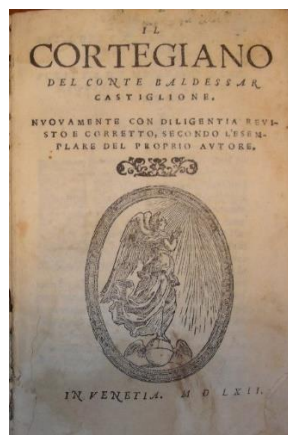 IL
CORTEGIANO
DEL CONTE BALDESSAR
CASTIGLIONE.
NVOVAMENTE CON DILIGENTIA REVI-
STO E CORRETTO, SECONDO L'ESEM-
PLARE DEL PROPRIO AVTORE.
IN VENETIA. M D LXII.